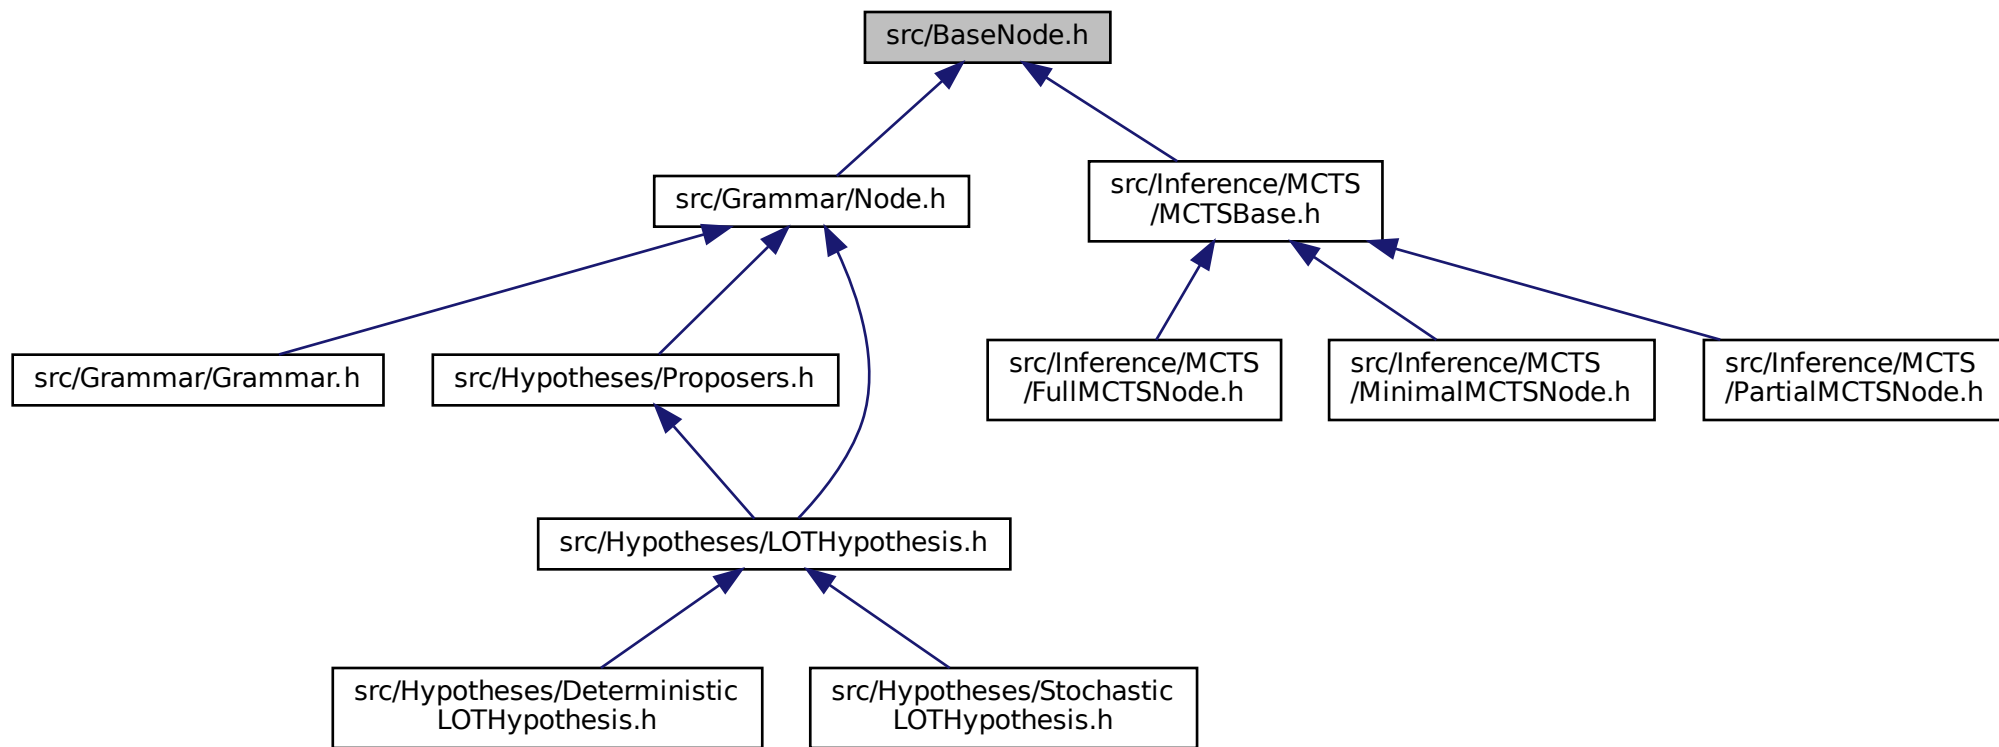 src/BaseNode.h
src/Grammar/Node.h
src/Inference/MCTS
/MCTSBase.h
src/Grammar/Grammar.h
src/Hypotheses/Proposers.h
src/Inference/MCTS
/FullMCTSNode.h
src/Inference/MCTS
/MinimalMCTSNode.h
src/Inference/MCTS
/PartialMCTSNode.h
src/Hypotheses/LOTHypothesis.h
src/Hypotheses/Deterministic
LOTHypothesis.h
src/Hypotheses/Stochastic
LOTHypothesis.h